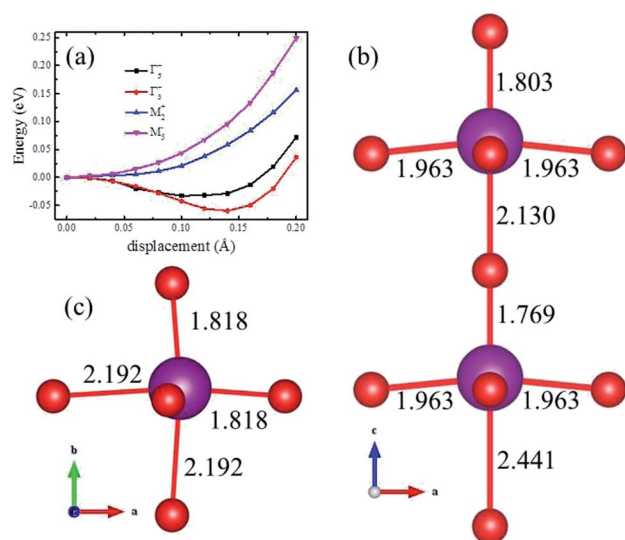 (a)
Energy (eV)
0.25
0.20
0.15
0.10
0.05
0.00
-0.05
0.00 0.05 0.10 0.15 0.20
displacement (Å)
Γ₅⁻
Γ₃⁻
M₂⁺
M₅⁻
(b)
1.803
1.963 1.963
2.130
1.769
1.963 1.963
2.441
c
a
(c)
1.818
2.192
1.818
2.192
b
a
c